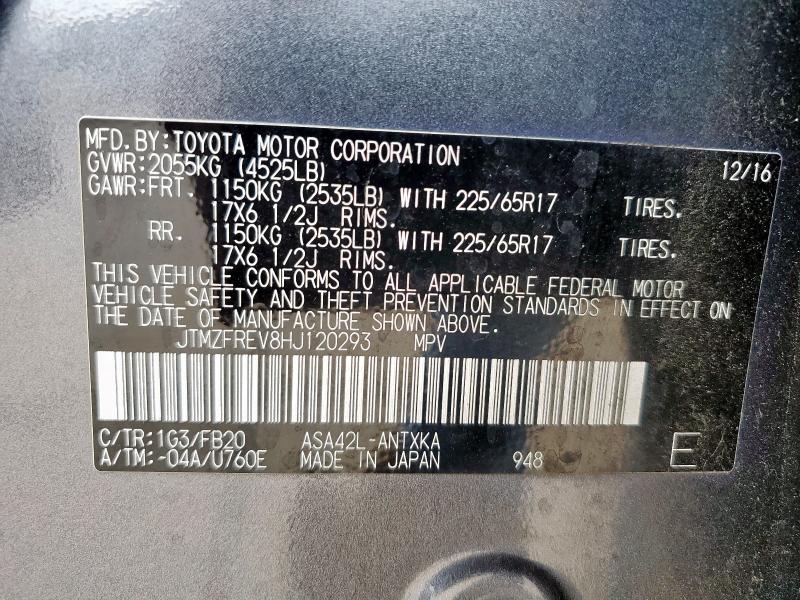 MFD.BY:TOYOTA MOTOR CORPORATION 12/16
GVWR:2055KG (4525LB)
GAWR:FRT. 1150KG (2535LB) WITH 225/65R17 TIRES.
17X6 1/2J RIMS.
RR. 1150KG (2535LB) WITH 225/65R17 TIRES.
17X6 1/2J RIMS.
THIS VEHICLE CONFORMS TO ALL APPLICABLE FEDERAL MOTOR
VEHICLE SAFETY AND THEFT PREVENTION STANDARDS IN EFFECT ON
THE DATE OF MANUFACTURE SHOWN ABOVE.
JTMZFREV8HJ120293 MPV
C/TR:1G3/FB20 ASA42L-ANTXKA
A/TM:-04A/U760E MADE IN JAPAN 948 E